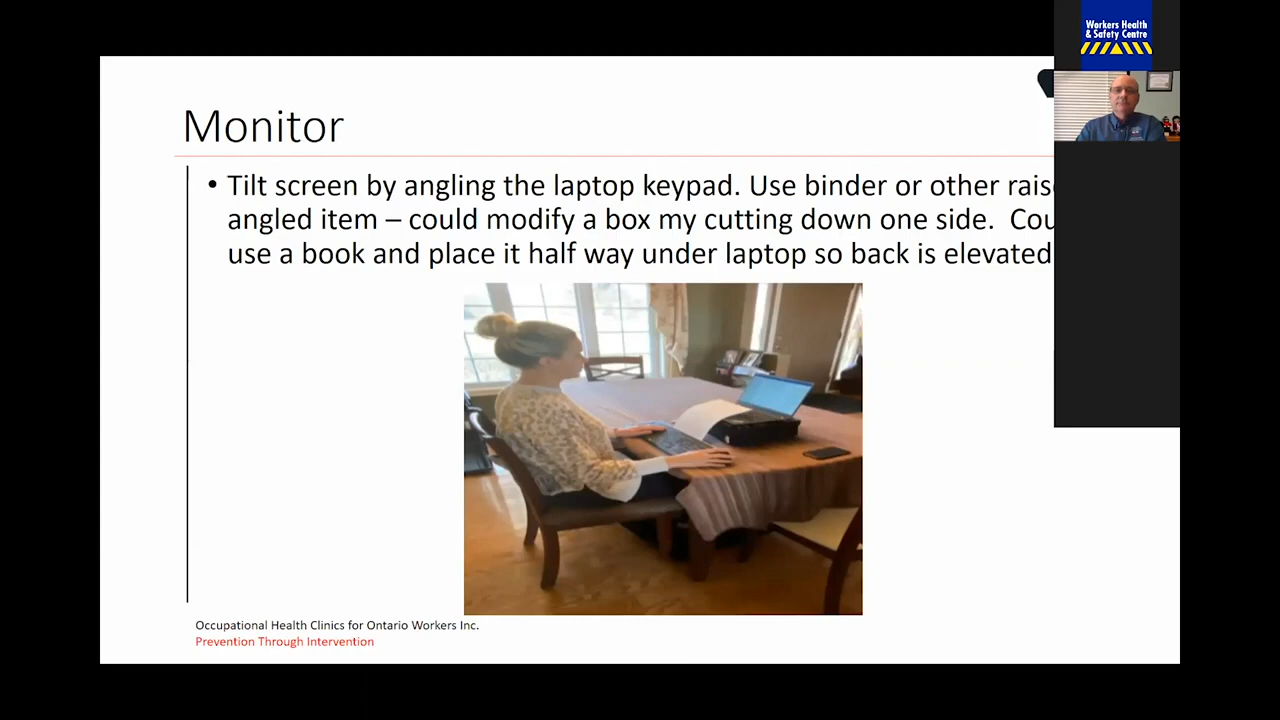 Workers Health
& Safety Centre
Monitor
• Tilt screen by angling the laptop keypad. Use binder or other
angled item – could modify a box my cutting down one side.
use a book and place it half way under laptop so back is elevated
Occupational Health Clinics for Ontario Workers Inc.
Prevention Through Intervention